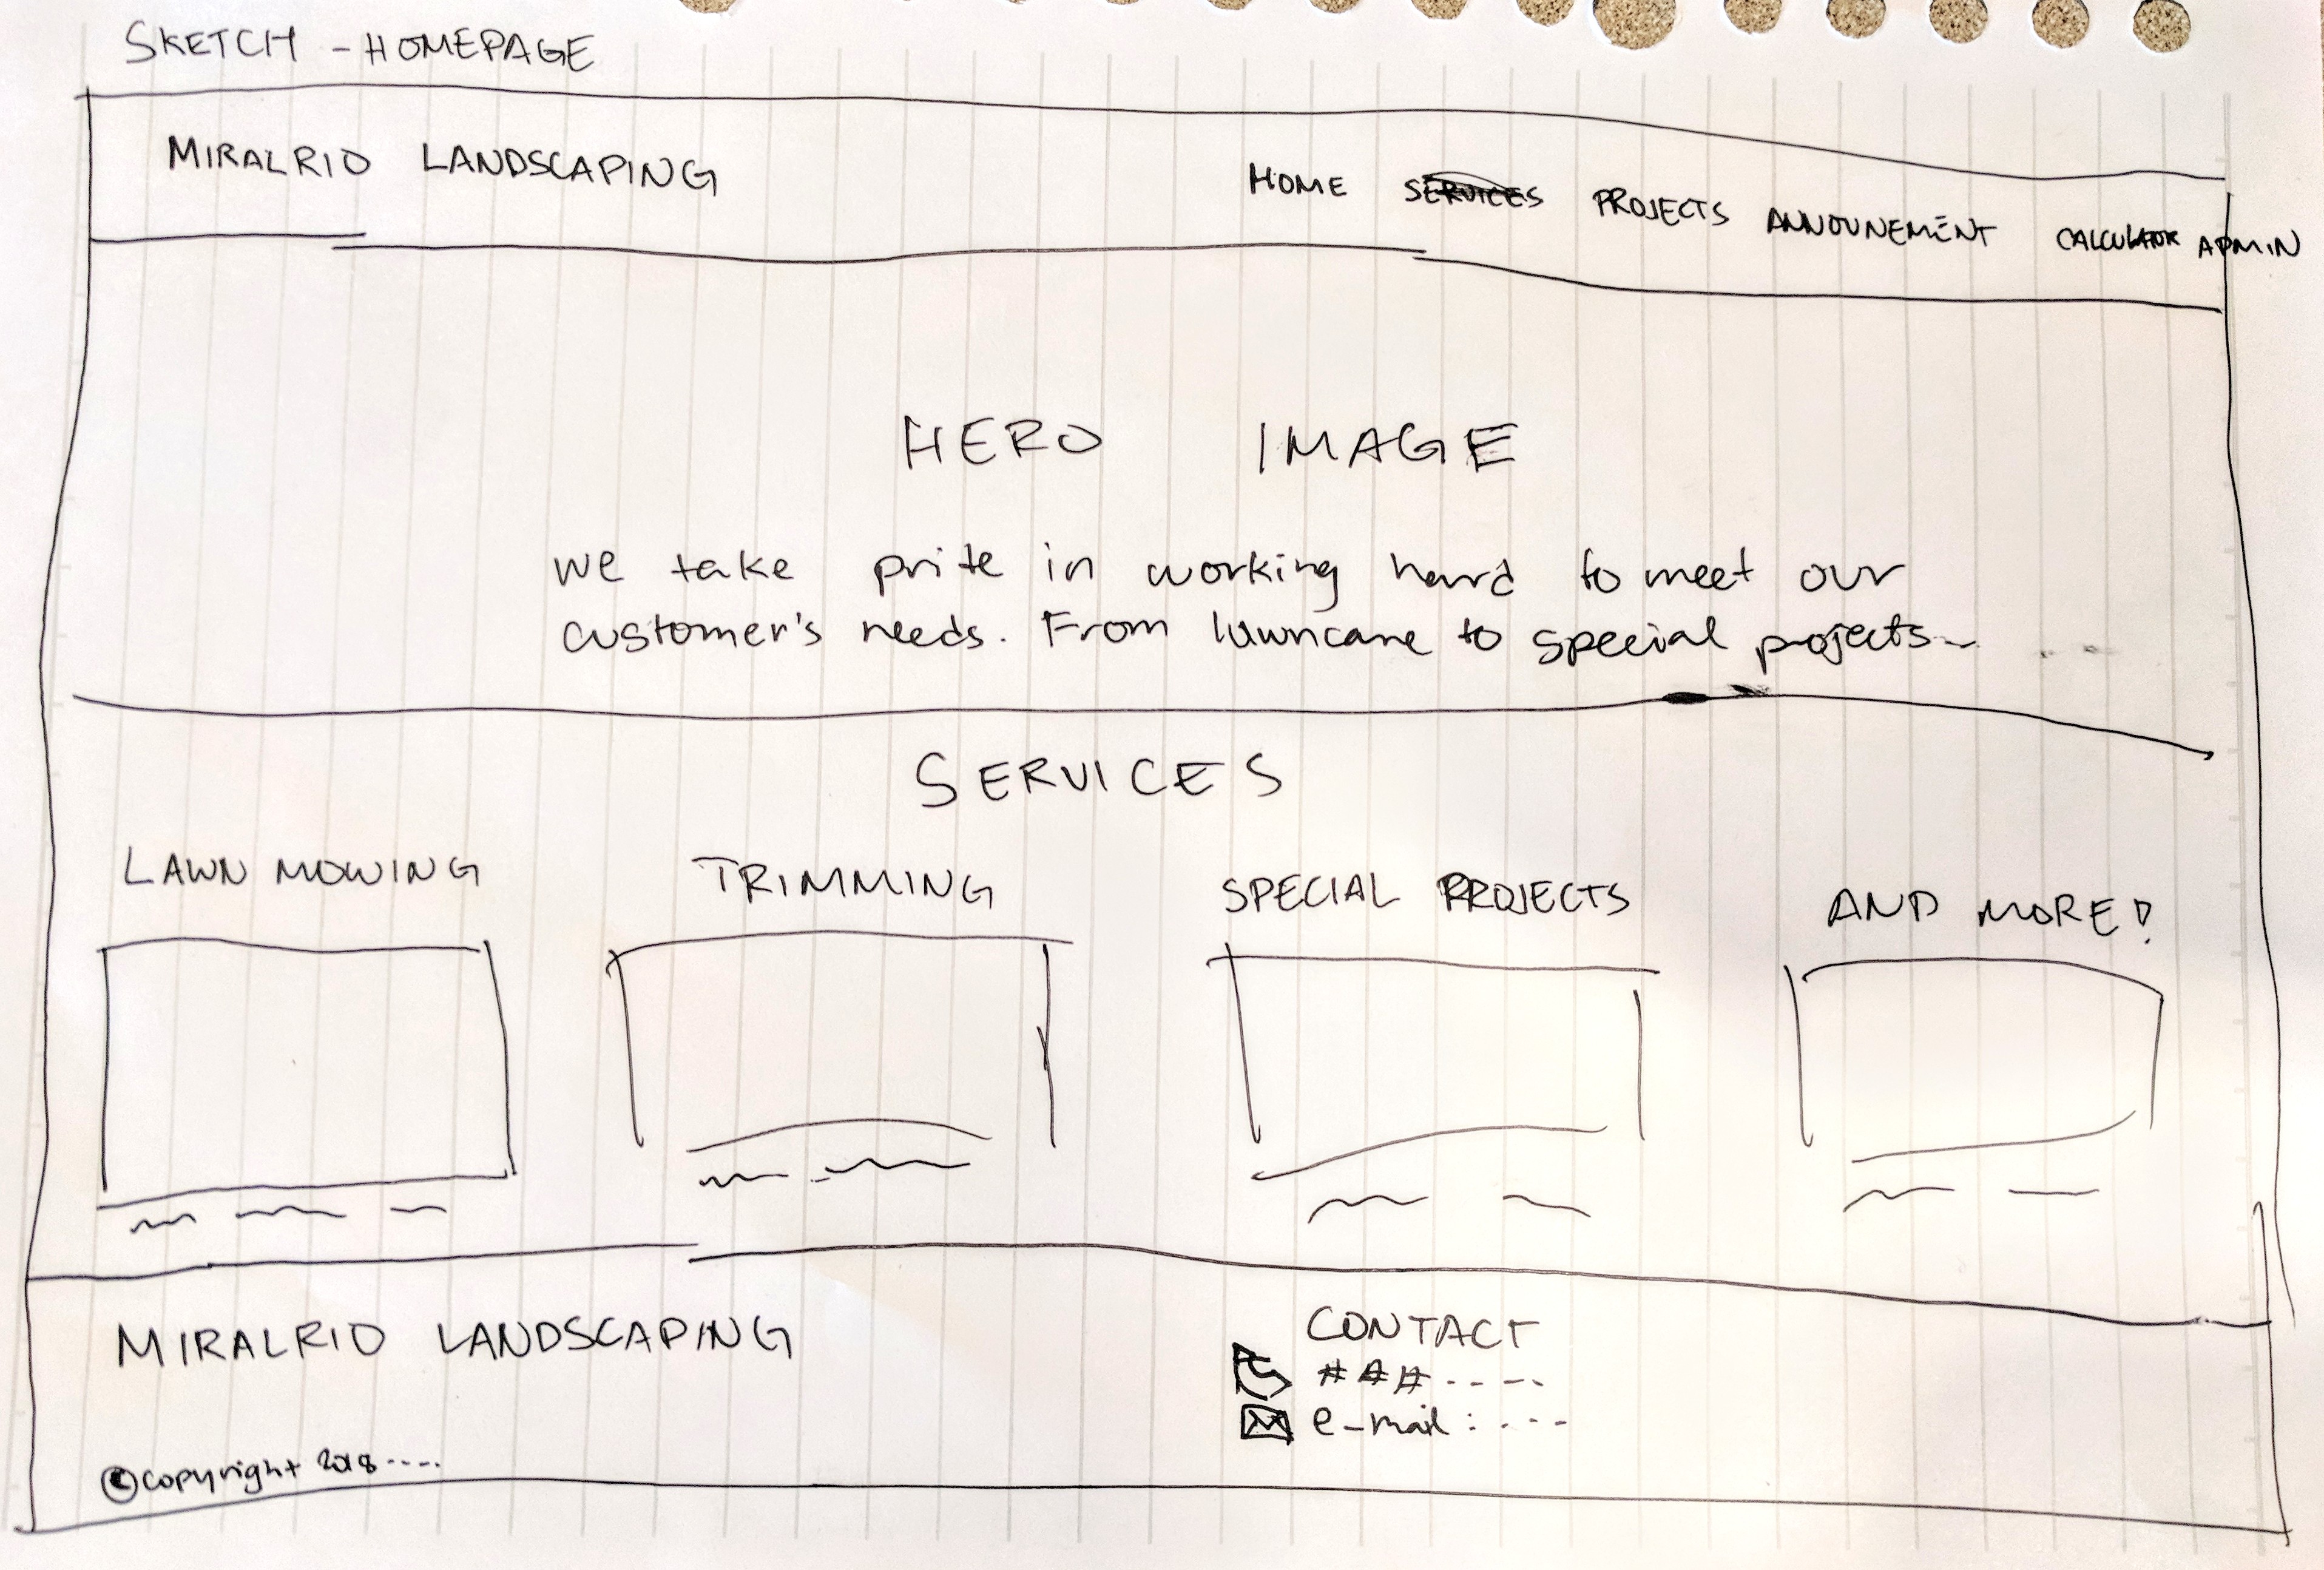 SKETCH - HOMEPAGE
MIRALRIO LANDSCAPING
HOME SERVICES PROJECTS ANNOUNEMENT CALCULATOR ADMIN
HERO IMAGE
We take prite in working hard to meet our
customer's needs. From lawncare to special projects...
SERVICES
LAWN MOWING TRIMMING SPECIAL PROJECTS AND MORE!
MIRALRIO LANDSCAPING
CONTACT
###----
e-mail: ---
©copyright 2018----